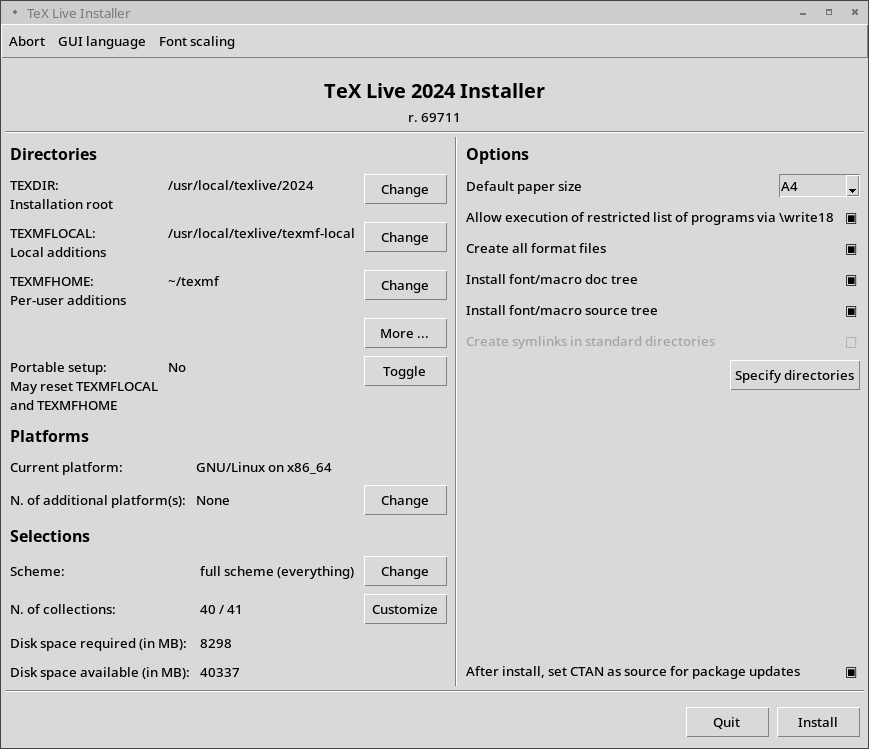 TeX Live Installer
Abort GUI language Font scaling
TeX Live 2024 Installer
r. 69711
Directories
TEXDIR: /usr/local/texlive/2024 Change
Installation root
TEXMFLOCAL: /usr/local/texlive/texmf-local Change
Local additions
TEXMFHOME: ~/texmf Change
Per-user additions
More ...
Portable setup: No Toggle
May reset TEXMFLOCAL
and TEXMFHOME
Platforms
Current platform: GNU/Linux on x86_64
N. of additional platform(s): None Change
Selections
Scheme: full scheme (everything) Change
N. of collections: 40 / 41 Customize
Disk space required (in MB): 8298
Disk space available (in MB): 40337
Options
Default paper size A4
Allow execution of restricted list of programs via \write18
Create all format files
Install font/macro doc tree
Install font/macro source tree
Create symlinks in standard directories
Specify directories
After install, set CTAN as source for package updates
Quit Install